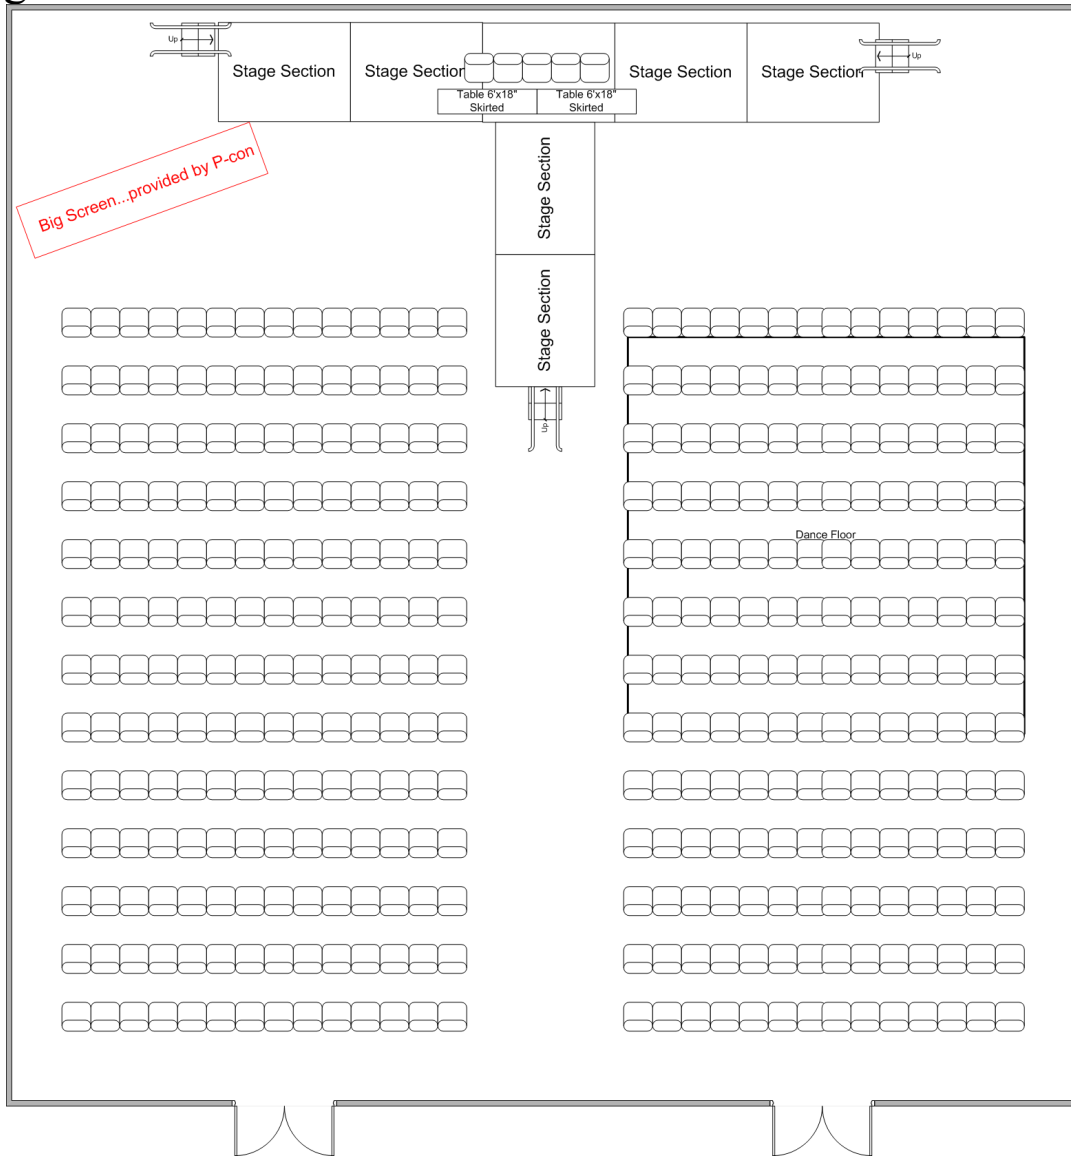 Up
Stage Section
Stage Section
Stage Section
Stage Section
Up
Table 6'x18"
Skirted
Table 6'x18"
Skirted
Big Screen...provided by P-con
Stage Section
Stage Section
Up
Dance Floor